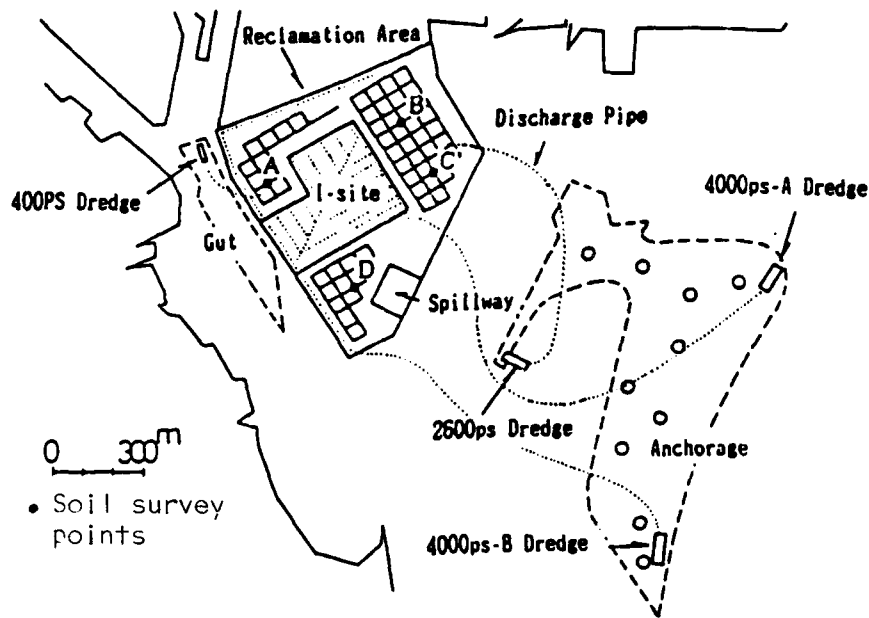 Reclamation Area
B
Discharge Pipe
A
C
400PS Dredge
I-site
4000ps-A Dredge
Gut
D
Spillway
2600ps Dredge
0 300m
Anchorage
• Soil survey
points
4000ps-B Dredge